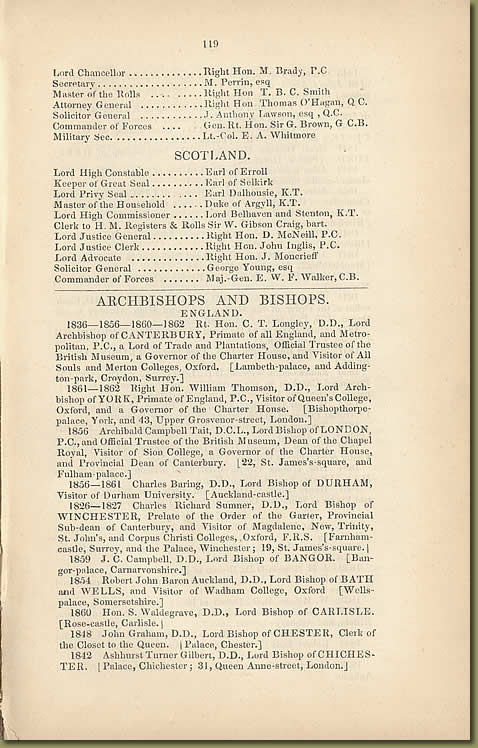 119
Lord Chancellor ..............Right Hon. M. Brady, P.C
Secretary....................M. Perrin, esq
Master of the Rolls .... .....Right Hon T. B. C. Smith
Attorney General ............Right Hon Thomas O'Hagan, Q C.
Solicitor General ............J. Anthony Lawson, esq , Q.C.
Commander of Forces .... Gen. Rt. Hon. Sir G. Brown, G C.B.
Military Sec. ................Lt.-Col. E. A. Whitmore
SCOTLAND.
Lord High Constable ..........Earl of Erroll
Keeper of Great Seal..........Earl of Selkirk
Lord Privy Seal ....... .... Earl Dalhousie, K.T.
Master of the Household .....Duke of Argyll, K.T.
Lord High Commissioner ......Lord Belhaven and Stenton, K.T.
Clerk to H. M. Registers & Rolls Sir W. Gibson Craig, bart.
Lord Justice General..........Right Hon. D. McNeill, P.C.
Lord Justice Clerk............Right Hon. John Inglis, P.C.
Lord Advocate ..............Right Hon. J. Moncrieff
Solicitor General .............George Young, esq
Commander of Forces .......Maj.-Gen. E. W. F. Walker, C.B.
ARCHBISHOPS AND BISHOPS.
ENGLAND.
1836—1856—1860—1862 Rt. Hon. C. T. Longley, D.D., Lord
Archbishop of CANTERBURY, Primate of all England, and Metro-
politan, P.C., a Lord of Trade and Plantations, Official Trustee of the
British Museum, a Governor of the Charter House, and Visitor of All
Souls and Merton Colleges, Oxford. [Lambeth-palace, and Adding-
ton-park, Croydon, Surrey.]
1861—1862 Right Hon. William Thomson, D.D., Lord Arch-
bishop of YORK, Primate of England, P.C., Visitor of Queen's College,
Oxford, and a Governor of the Charter House. [Bishopthorpe-
palace, York, and 43, Upper Grosvenor-street, London.]
1856 Archibald Campbell Tait, D.C.L., Lord Bishop of LONDON,
P.C., and Official Trustee of the British Museum, Dean of the Chapel
Royal, Visitor of Sion College, a Governor of the Charter House,
and Provincial Dean of Canterbury. [22, St. James's-square, and
Fulham-palace.]
1856—1861 Charles Baring, D.D., Lord Bishop of DURHAM,
Visitor of Durham University. [Auckland-castle.]
1826—1827 Charles Richard Sumner, D.D., Lord Bishop of
WINCHESTER, Prelate of the Order of the Garter, Provincial
Sub-dean of Canterbury, and Visitor of Magdalene, New, Trinity,
St. John's, and Corpus Christi Colleges, Oxford, F.R.S. [Farnham-
castle, Surrey, and the Palace, Winchester; 19, St. James's-square.]
1859 J. C. Campbell, D.D., Lord Bishop of BANGOR. [Ban-
gor-palace, Carnarvonshire.]
1854 Robert John Baron Auckland, D.D., Lord Bishop of BATH
and WELLS, and Visitor of Wadham College, Oxford [Wells-
palace, Somersetshire.]
1860 Hon. S. Waldegrave, D.D., Lord Bishop of CARLISLE.
[Rose-castle, Carlisle.]
1848 John Graham, D.D., Lord Bishop of CHESTER, Clerk of
the Closet to the Queen. [Palace, Chester.]
1842 Ashhurst Turner Gilbert, D.D., Lord Bishop of CHICHES-
TER. [Palace, Chichester; 31, Queen Anne-street, London.]